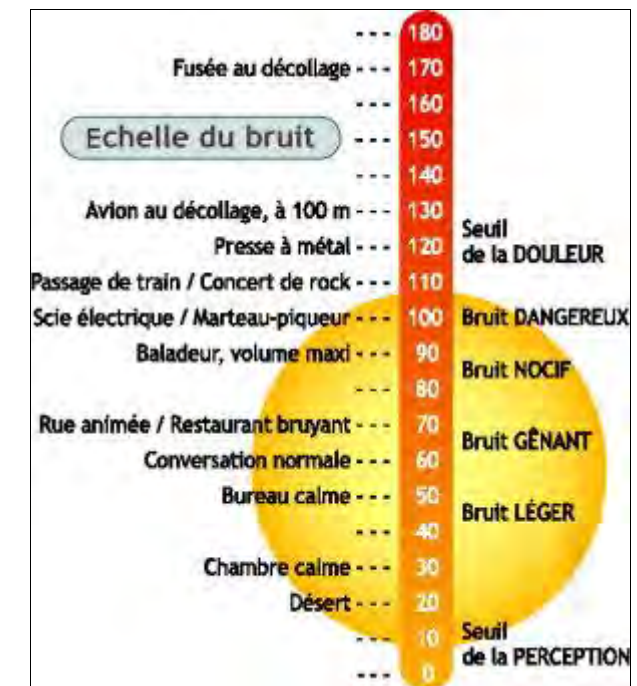 --- 180
Fusée au décollage --- 170
--- 160
Echelle du bruit --- 150
--- 140
Avion au décollage, à 100 m --- 130
Seuil
de la DOULEUR
Presse à métal --- 120
Passage de train / Concert de rock --- 110
Scie électrique / Marteau-piqueur --- 100 Bruit DANGEREUX
Baladeur, volume maxi --- 90
Bruit NOCIF
--- 80
Rue animée / Restaurant bruyant --- 70
Bruit GÊNANT
Conversation normale --- 60
Bureau calme --- 50
Bruit LÉGER
--- 40
Chambre calme --- 30
Désert --- 20
--- 10 Seuil
de la PERCEPTION
--- 0